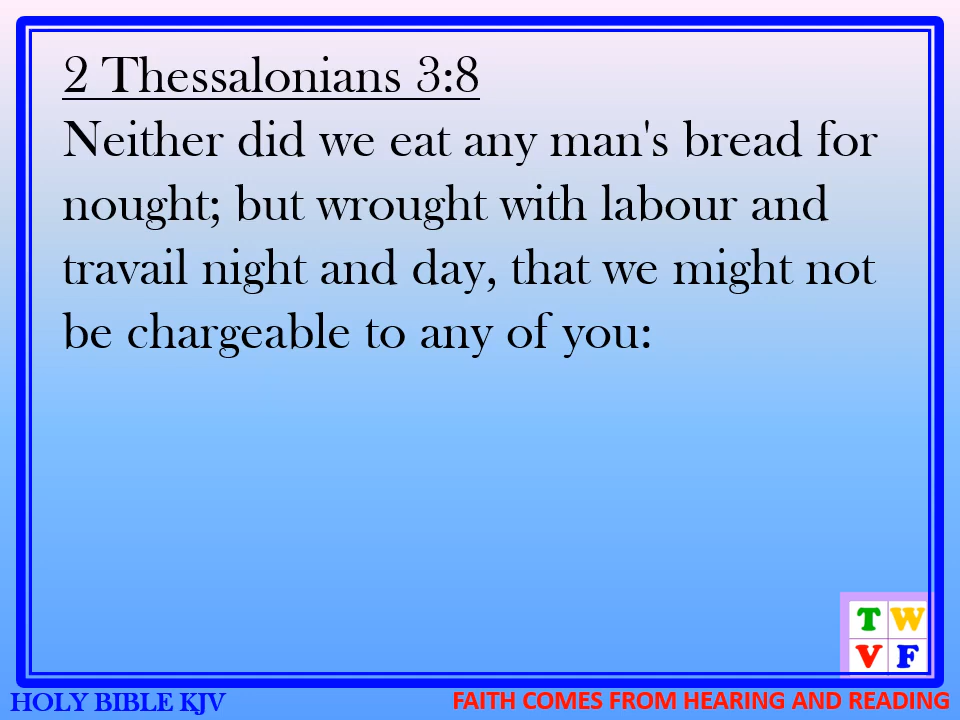 2 Thessalonians 3:8
Neither did we eat any man's bread for
nought; but wrought with labour and
travail night and day, that we might not
be chargeable to any of you:
T W
V F
HOLY BIBLE KJV
FAITH COMES FROM HEARING AND READING